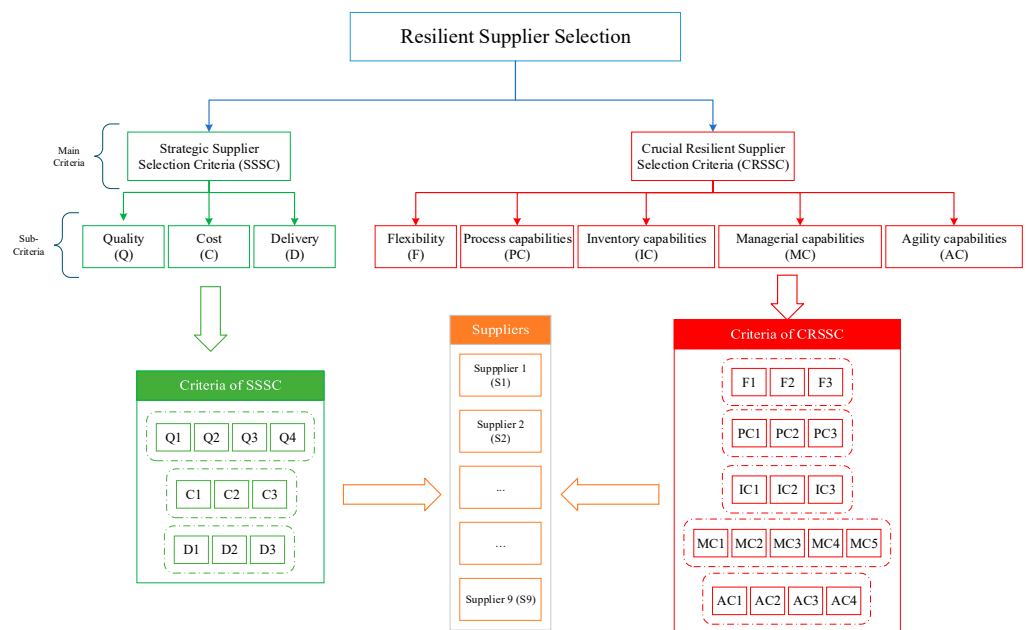 Resilient Supplier Selection
Main
Criteria
Strategic Supplier
Selection Criteria (SSSC)
Crucial Resilient Supplier
Selection Criteria (CRSSC)
Sub-
Criteria
Quality
(Q)
Cost
(C)
Delivery
(D)
Flexibility
(F)
Process capabilities
(PC)
Inventory capabilities
(IC)
Managerial capabilities
(MC)
Agility capabilities
(AC)
Criteria of SSSC
Q1 Q2 Q3 Q4
C1 C2 C3
D1 D2 D3
Suppliers
Suppplier 1
(S1)
Supplier 2
(S2)
...
...
Supplier 9 (S9)
Criteria of CRSSC
F1 F2 F3
PC1 PC2 PC3
IC1 IC2 IC3
MC1 MC2 MC3 MC4 MC5
AC1 AC2 AC3 AC4